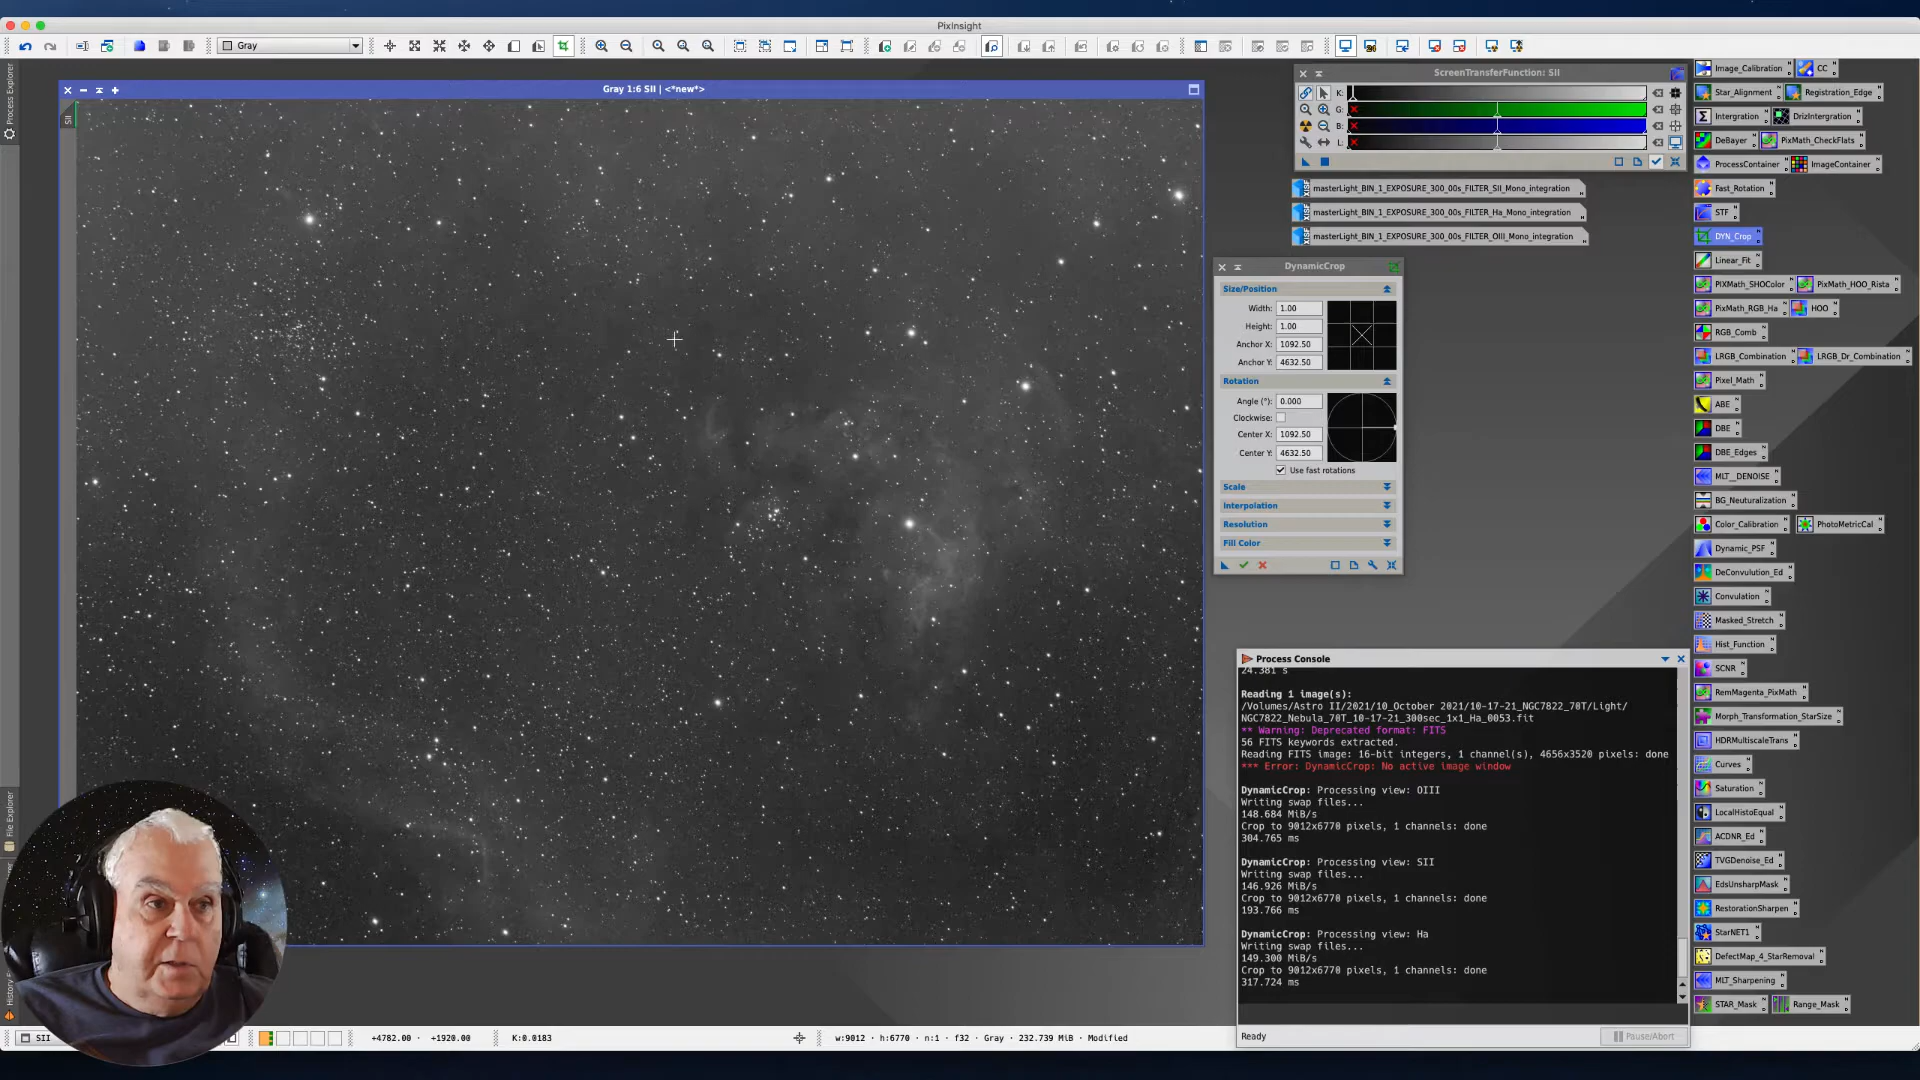 PixInsight
Gray
Gray 1:6 SII | <*new*>
SII
Process Explorer
File Explorer
ScreenTransferFunction: SII
K:
G:
B:
L:
masterLight_BIN_1_EXPOSURE_300_00s_FILTER_SII_Mono_integration
masterLight_BIN_1_EXPOSURE_300_00s_FILTER_Ha_Mono_integration
masterLight_BIN_1_EXPOSURE_300_00s_FILTER_OIII_Mono_integration
DynamicCrop
Size/Position
Width: 1.00
Height: 1.00
Anchor X: 1092.50
Anchor Y: 4632.50
Rotation
Angle (°): 0.000
Clockwise:
Center X: 1092.50
Center Y: 4632.50
Use fast rotations
Scale
Interpolation
Resolution
Fill Color
Process Console
24.381 s
Reading 1 image(s):
/Volumes/Astro II/2021/10_October 2021/10-17-21_NGC7822_70T/Light/
NGC7822_Nebula_70T_10-17-21_300sec_1x1_Ha_0053.fit
** Warning: Deprecated format: FITS
56 FITS keywords extracted.
Reading FITS image: 16-bit integers, 1 channel(s), 4656x3520 pixels: done
*** Error: DynamicCrop: No active image window
DynamicCrop: Processing view: OIII
Writing swap files...
148.684 MiB/s
Crop to 9012x6770 pixels, 1 channels: done
304.765 ms
DynamicCrop: Processing view: SII
Writing swap files...
146.926 MiB/s
Crop to 9012x6770 pixels, 1 channels: done
193.766 ms
DynamicCrop: Processing view: Ha
Writing swap files...
149.300 MiB/s
Crop to 9012x6770 pixels, 1 channels: done
317.724 ms
Ready
Pause/Abort
Image_Calibration CC
Star_Alignment Registration_Edge
Intergration DrizIntergration
DeBayer PixMath_CheckFlats
ProcessContainer ImageContainer
Fast_Rotation
STF
DYN_Crop
Linear_Fit
PIXMath_SHOColor PixMath_HOO_Rista
PixMath_RGB_Ha HOO
RGB_Comb
LRGB_Combination LRGB_Dr_Combination
Pixel_Math
ABE
DBE
DBE_Edges
MLT__DENOISE
BG_Neuturalization
Color_Calibration PhotoMetricCal
Dynamic_PSF
DeConvulution_Ed
Convulation
Masked_Stretch
Hist_Function
SCNR
RemMagenta_PixMath
Morph_Transformation_StarSize
HDRMultiscaleTrans
Curves
Saturation
LocalHistoEqual
ACDNR_Ed
TVGDenoise_Ed
EdsUnsharpMask
RestorationSharpen
StarNET1
DefectMap_4_StarRemoval
MLT_Sharpening
STAR_Mask Range_Mask
SII
+4782.00 +1920.00
K:0.0183
w:9012 · h:6770 · n:1 · f32 · Gray · 232.739 MiB · Modified